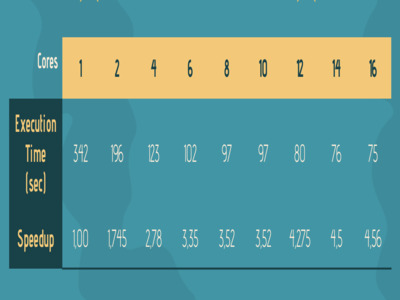 Cores 1 2 4 6 8 10 12 14 16
Execution
Time 342 196 123 102 97 97 80 76 75
(sec)
Speedup 1,00 1,745 2,78 3,35 3,52 3,52 4,275 4,5 4,56